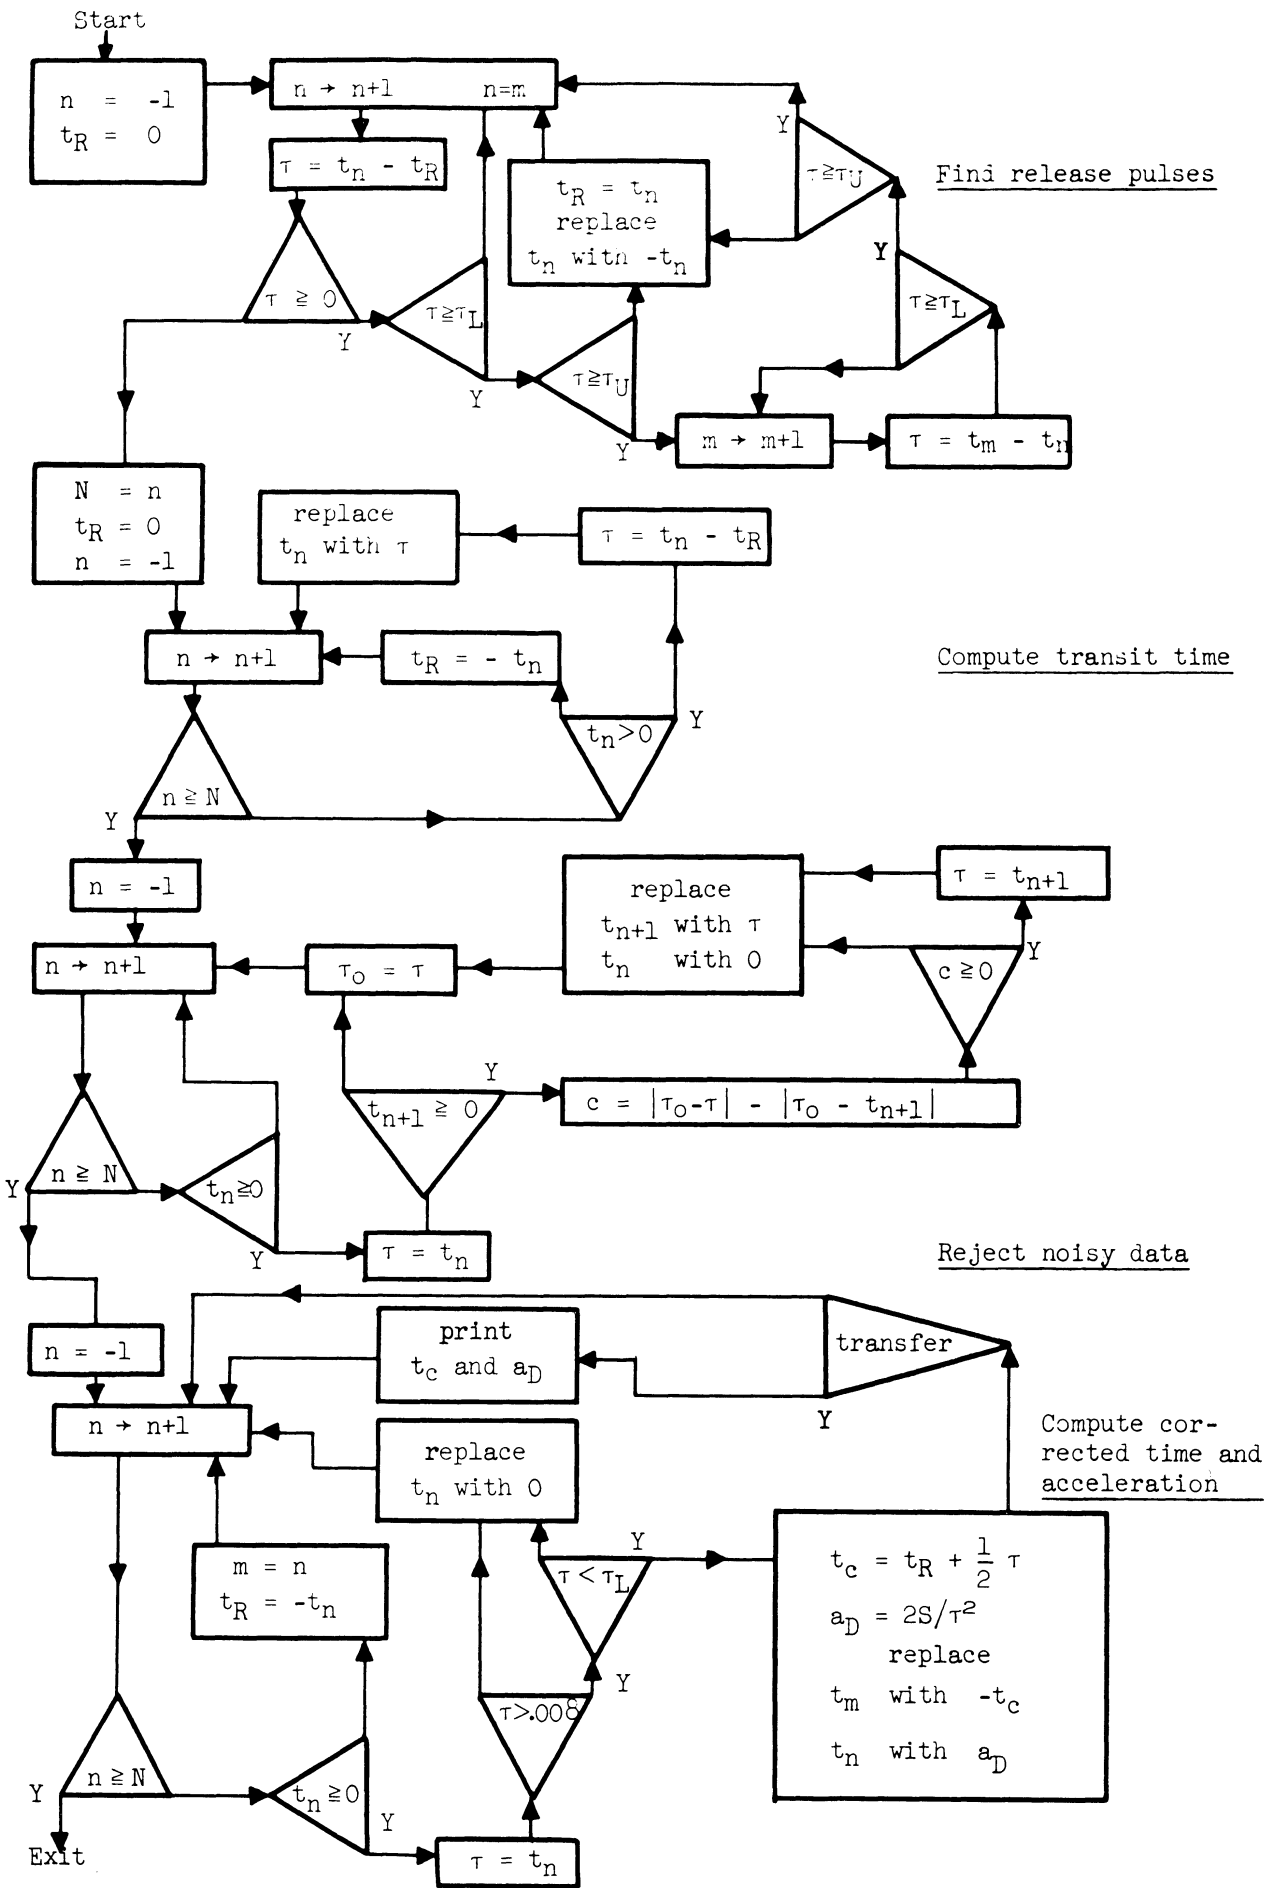 Start
n = -1
t_R = 0
n → n+1 n=m
τ = t_n - t_R
τ ≧ 0
Y
τ≧τ_L
Y
τ≧τ_U
Y
t_R = t_n
replace
t_n with -t_n
Y
τ≧τ_U
Y
τ≧τ_L
m → m+1
τ = t_m - t_n
Find release pulses
N = n
t_R = 0
n = -1
replace
t_n with τ
τ = t_n - t_R
n → n+1
t_R = - t_n
t_n>0
Y
n ≧ N
Y
Compute transit time
n = -1
n → n+1
τ_o = τ
replace
t_n+1 with τ
t_n with 0
τ = t_n+1
c ≧ 0
Y
t_n+1 ≧ 0
Y
c = |τ_o-τ| - |τ_o - t_n+1|
n ≧ N
Y
t_n≧0
Y
τ = t_n
Reject noisy data
n = -1
n → n+1
print
t_c and a_D
transfer
Y
replace
t_n with 0
m = n
t_R = -t_n
τ < τ_L
Y
τ>.008
Y
Compute cor-
rected time and
acceleration
t_c = t_R + 1/2 τ
a_D = 2S/τ²
replace
t_m with -t_c
t_n with a_D
n ≧ N
Y
t_n ≧ 0
Y
τ = t_n
Exit